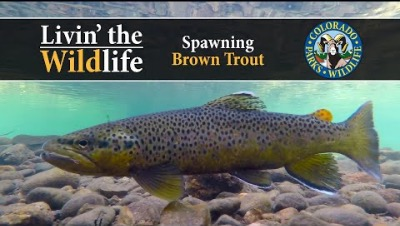 Livin' the
Wildlife
Spawning
Brown Trout
COLORADO
PARKS & WILDLIFE